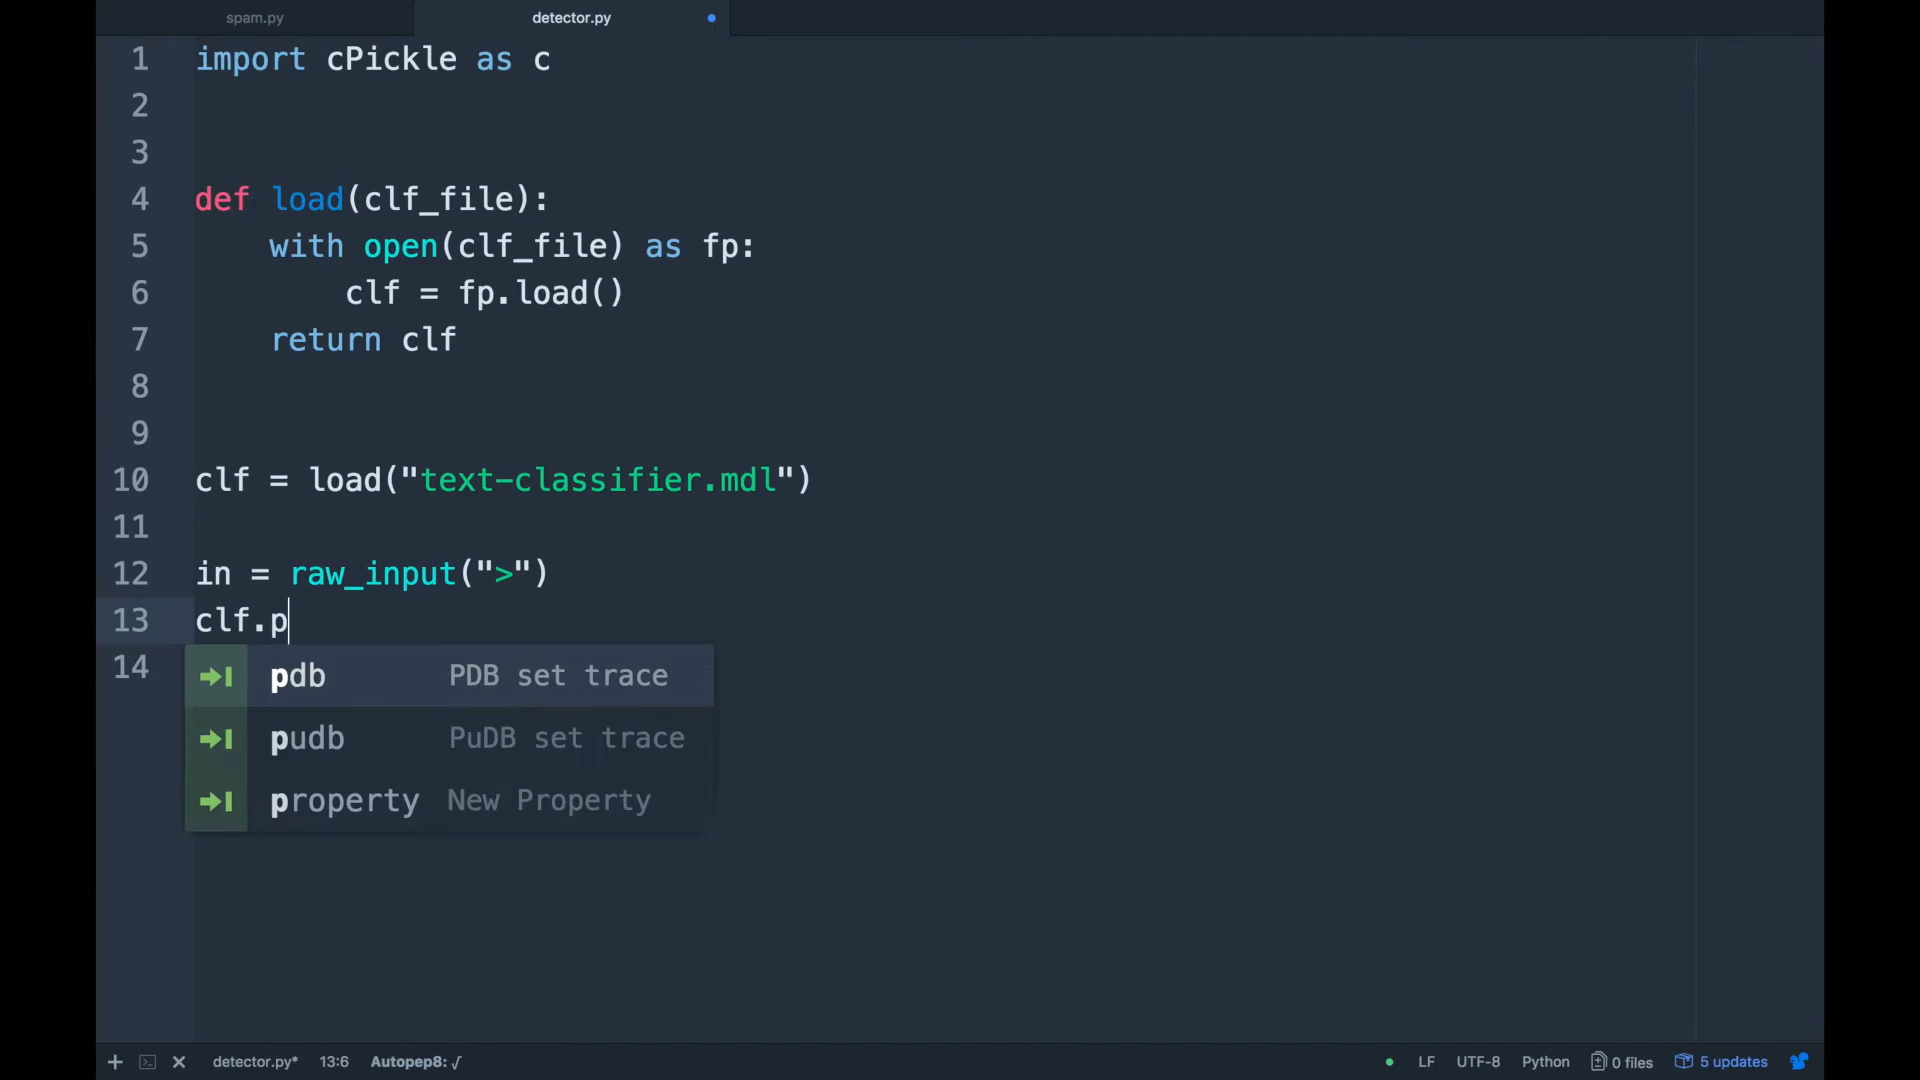 spam.py detector.py
1 import cPickle as c
2
3
4 def load(clf_file):
5     with open(clf_file) as fp:
6         clf = fp.load()
7     return clf
8
9
10 clf = load("text-classifier.mdl")
11
12 in = raw_input(">")
13 clf.p
pdb PDB set trace
14
pudb PuDB set trace
property New Property
detector.py* 13:6 Autopep8: √ LF UTF-8 Python 0 files 5 updates